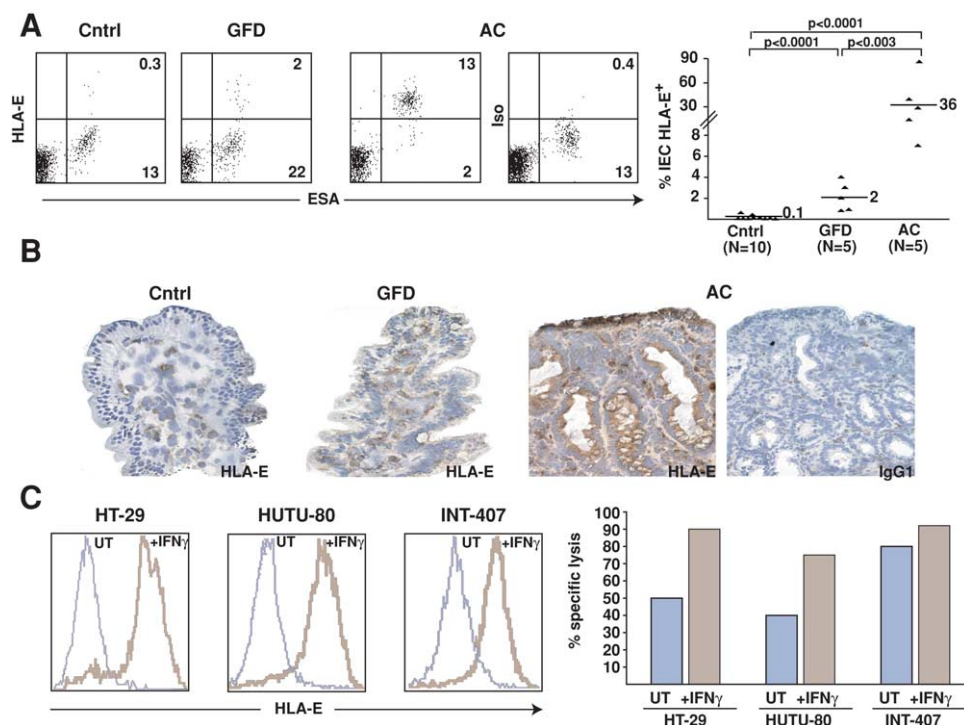 A
Cntrl
GFD
AC
HLA-E
0.3
13
2
22
13
2
Iso
0.4
13
ESA
p<0.0001
p<0.0001
p<0.003
% IEC HLA-E+
90
60
30
8
6
4
2
0.1
2
36
Cntrl
(N=10)
GFD
(N=5)
AC
(N=5)
B
Cntrl
GFD
AC
HLA-E
HLA-E
HLA-E
IgG1
C
HT-29
HUTU-80
INT-407
UT
+IFNγ
UT
+IFNγ
UT
+IFNγ
HLA-E
% specific lysis
100
90
80
70
60
50
40
30
20
10
UT +IFNγ
UT +IFNγ
UT +IFNγ
HT-29
HUTU-80
INT-407